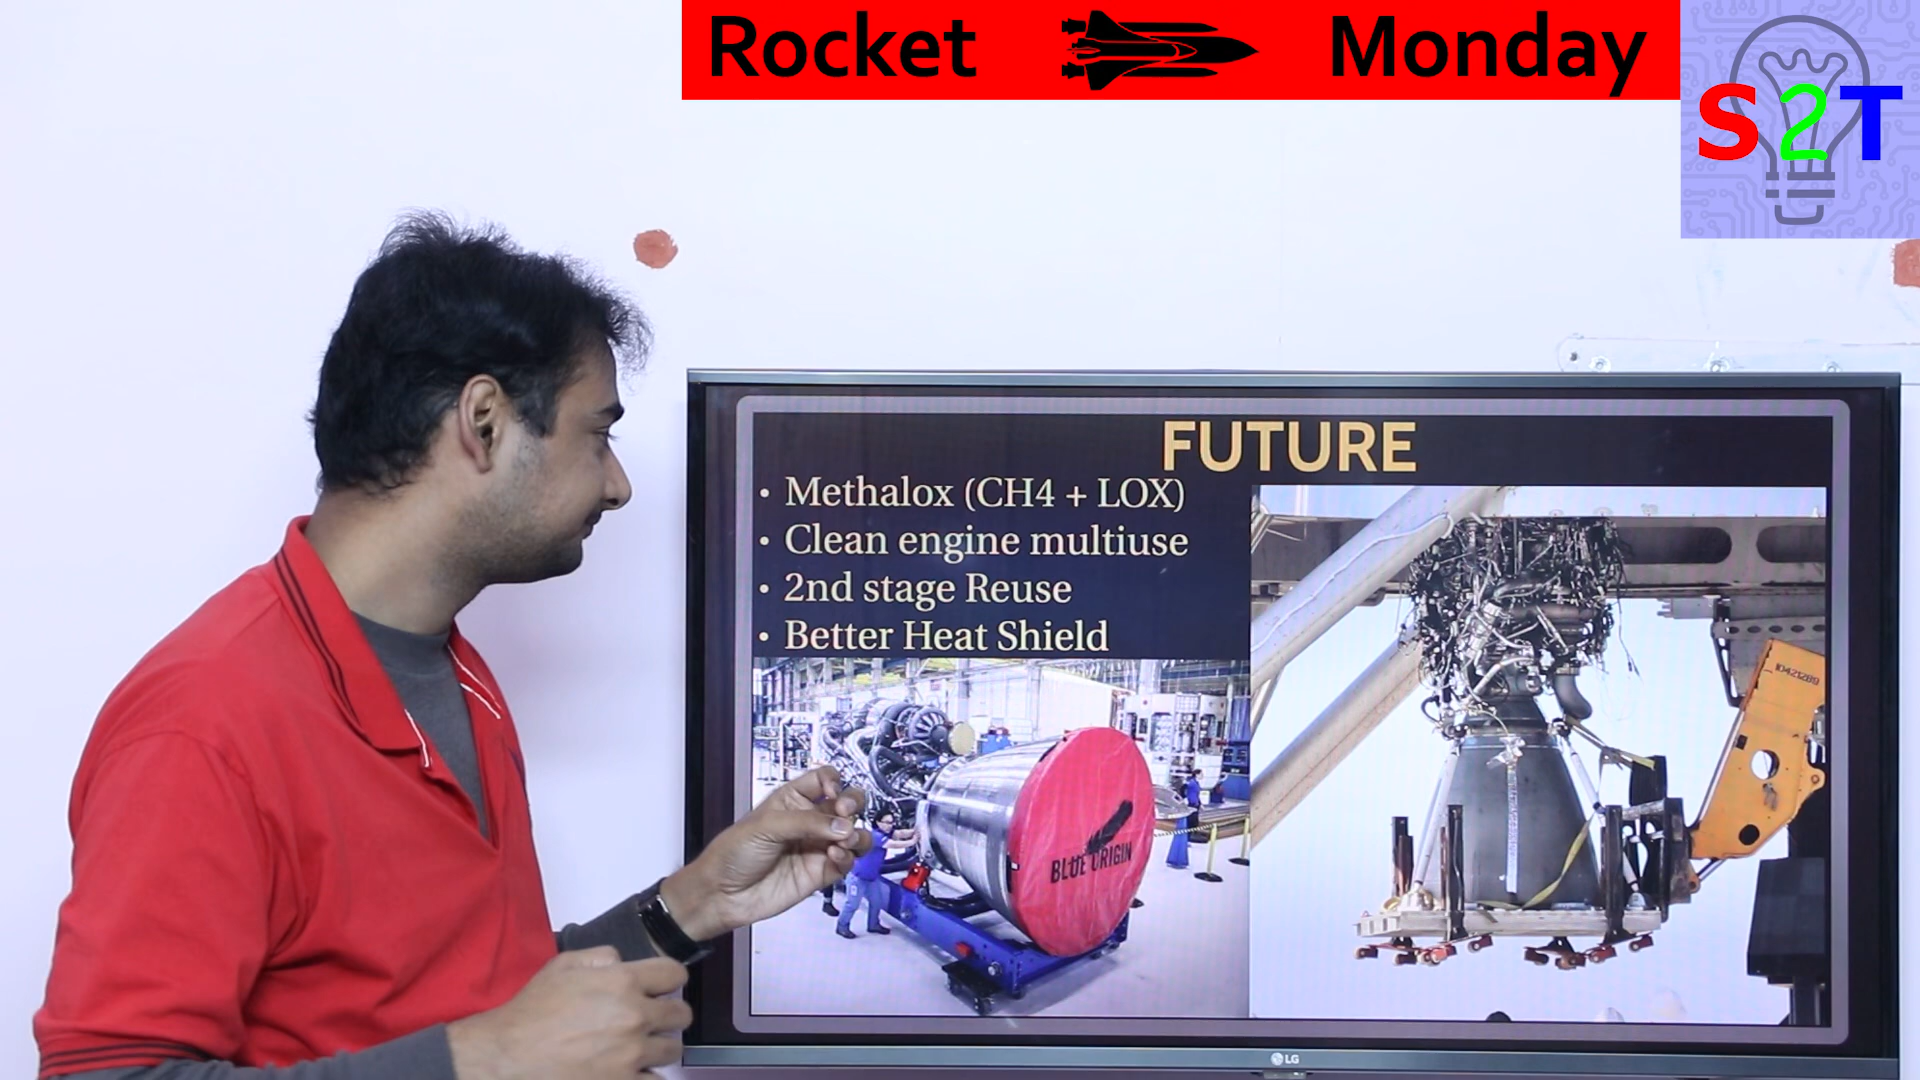 Rocket Monday
S2T
FUTURE
• Methalox (CH4 + LOX)
• Clean engine multiuse
• 2nd stage Reuse
• Better Heat Shield
10421289
BLUE ORIGIN
LG